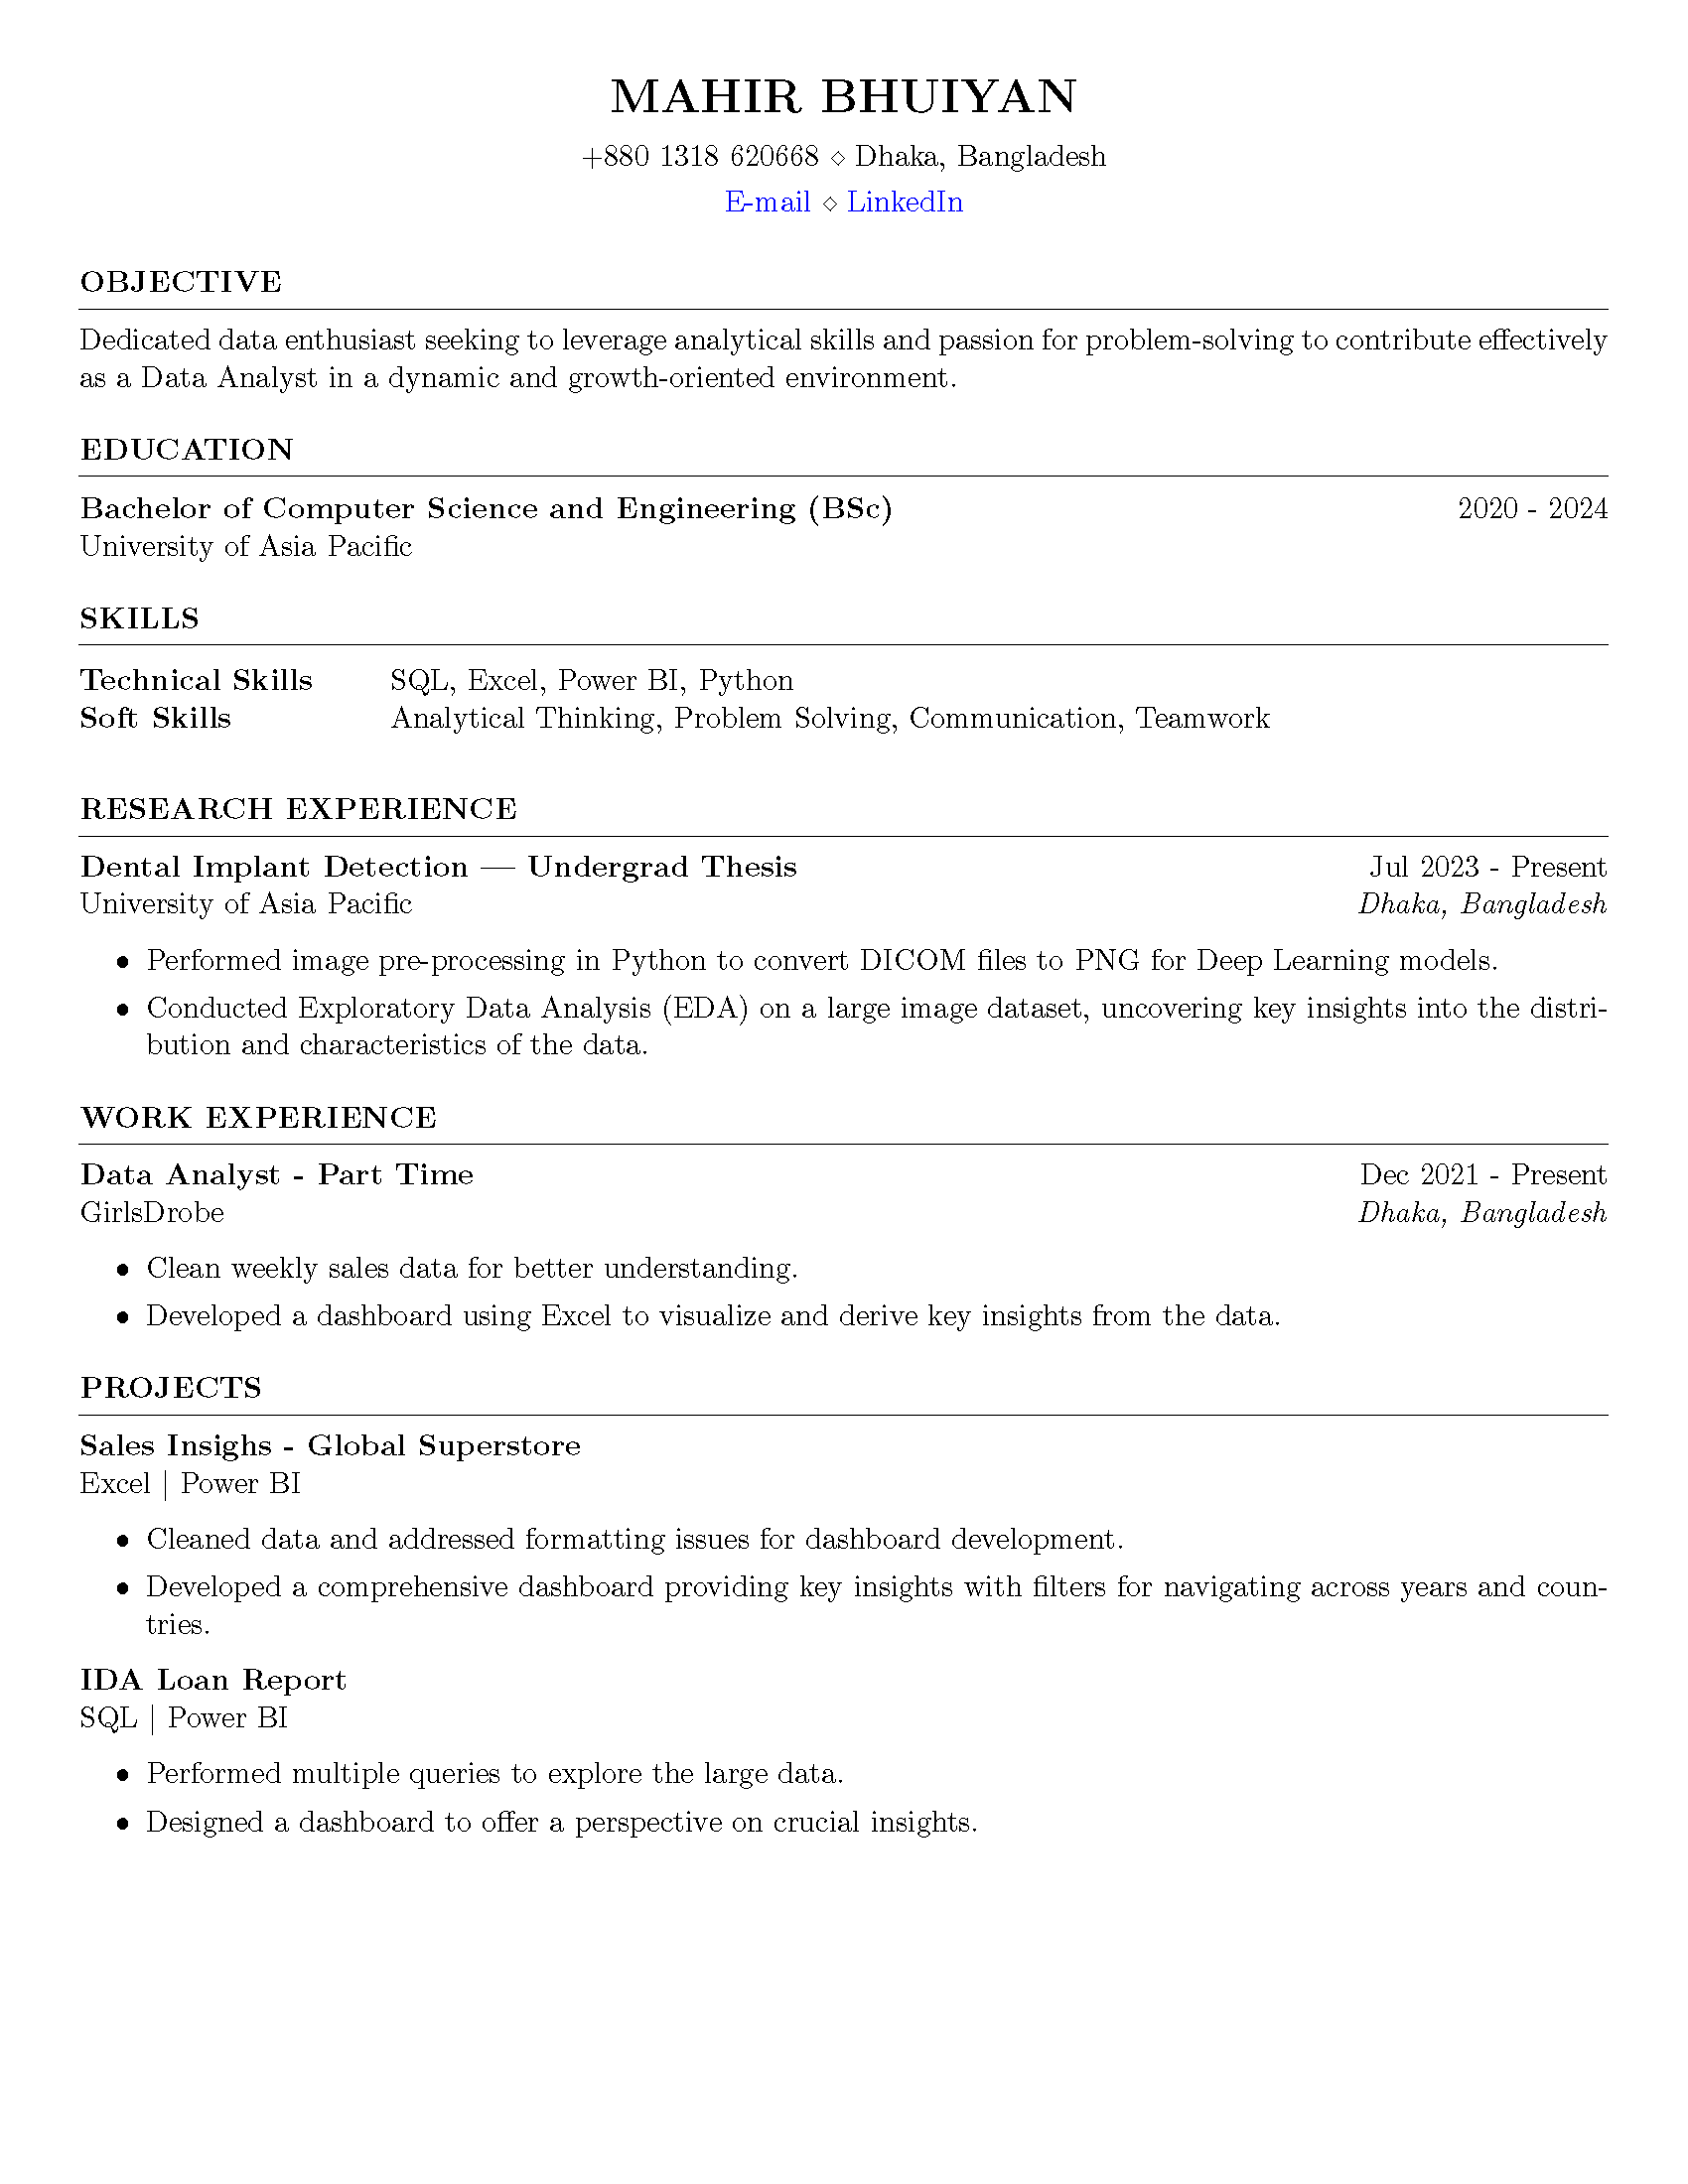 MAHIR BHUIYAN
+880 1318 620668 ⋄ Dhaka, Bangladesh
E-mail ⋄ LinkedIn
OBJECTIVE
Dedicated data enthusiast seeking to leverage analytical skills and passion for problem-solving to contribute effectively
as a Data Analyst in a dynamic and growth-oriented environment.
EDUCATION
Bachelor of Computer Science and Engineering (BSc) 2020 - 2024
University of Asia Pacific
SKILLS
Technical Skills SQL, Excel, Power BI, Python
Soft Skills Analytical Thinking, Problem Solving, Communication, Teamwork
RESEARCH EXPERIENCE
Dental Implant Detection — Undergrad Thesis Jul 2023 - Present
University of Asia Pacific Dhaka, Bangladesh
• Performed image pre-processing in Python to convert DICOM files to PNG for Deep Learning models.
• Conducted Exploratory Data Analysis (EDA) on a large image dataset, uncovering key insights into the distri-
bution and characteristics of the data.
WORK EXPERIENCE
Data Analyst - Part Time Dec 2021 - Present
GirlsDrobe Dhaka, Bangladesh
• Clean weekly sales data for better understanding.
• Developed a dashboard using Excel to visualize and derive key insights from the data.
PROJECTS
Sales Insighs - Global Superstore
Excel | Power BI
• Cleaned data and addressed formatting issues for dashboard development.
• Developed a comprehensive dashboard providing key insights with filters for navigating across years and coun-
tries.
IDA Loan Report
SQL | Power BI
• Performed multiple queries to explore the large data.
• Designed a dashboard to offer a perspective on crucial insights.